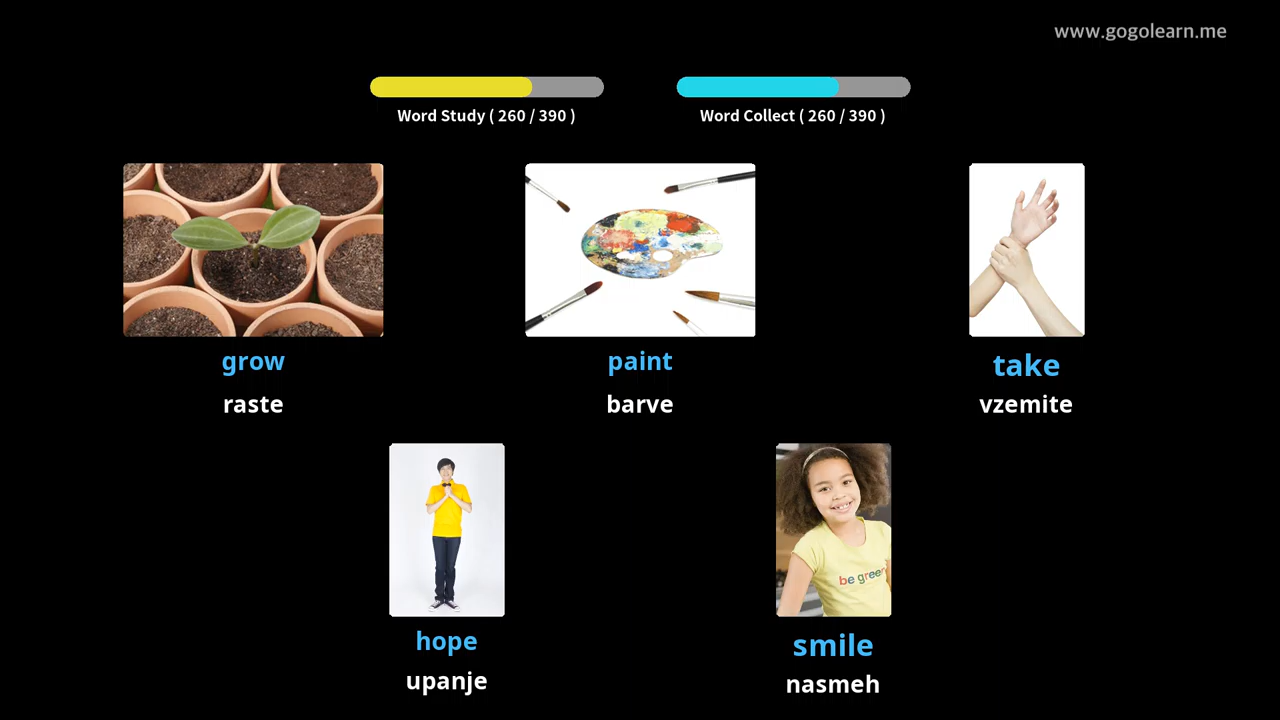 www.gogolearn.me
Word Study ( 260 / 390 )
Word Collect ( 260 / 390 )
grow
raste
paint
barve
take
vzemite
be green
hope
upanje
smile
nasmeh